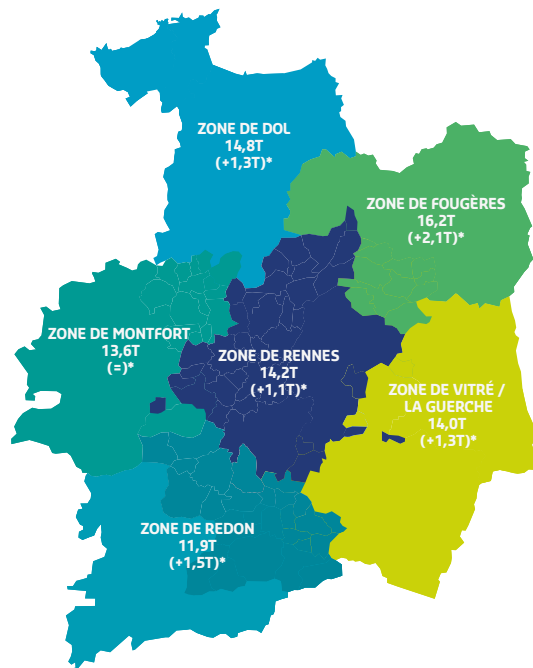 ZONE DE DOL
14,8T
(+1,3T)*
ZONE DE FOUGÈRES
16,2T
(+2,1T)*
ZONE DE MONTFORT
13,6T
(=)*
ZONE DE RENNES
14,2T
(+1,1T)*
ZONE DE VITRÉ /
LA GUERCHE
14,0T
(+1,3T)*
ZONE DE REDON
11,9T
(+1,5T)*